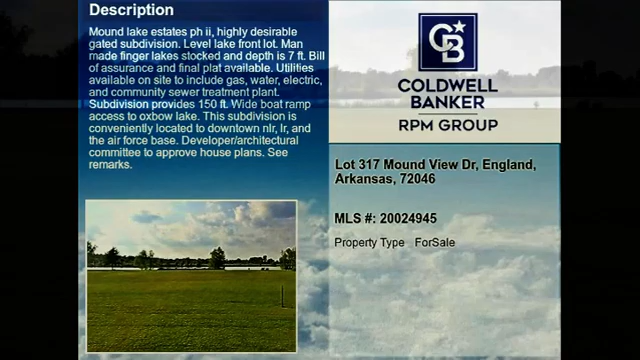 Description
Mound lake estates ph ii, highly desirable
gated subdivision. Level lake front lot. Man
made finger lakes stocked and depth is 7 ft. Bill
of assurance and final plat available. Utilities
available on site to include gas, water, electric,
and community sewer treatment plant.
Subdivision provides 150 ft. Wide boat ramp
access to oxbow lake. This subdivision is
conveniently located to downtown nlr, lr, and
the air force base. Developer/architectural
committee to approve house plans. See
remarks.
CB
COLDWELL
BANKER
RPM GROUP
Lot 317 Mound View Dr, England,
Arkansas, 72046
MLS #: 20024945
Property Type ForSale